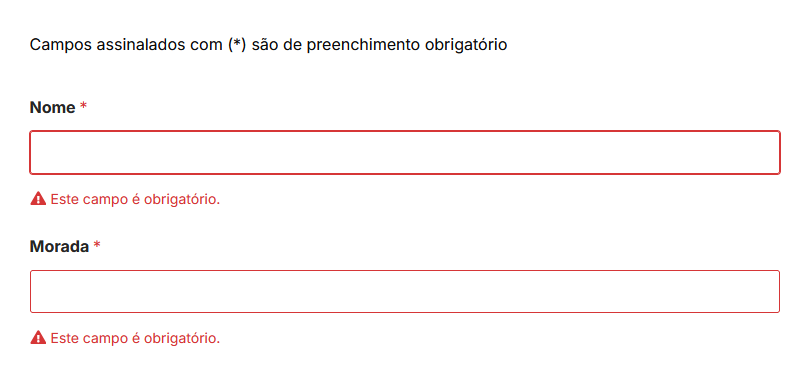 Campos assinalados com (*) são de preenchimento obrigatório
Nome *
Este campo é obrigatório.
Morada *
Este campo é obrigatório.